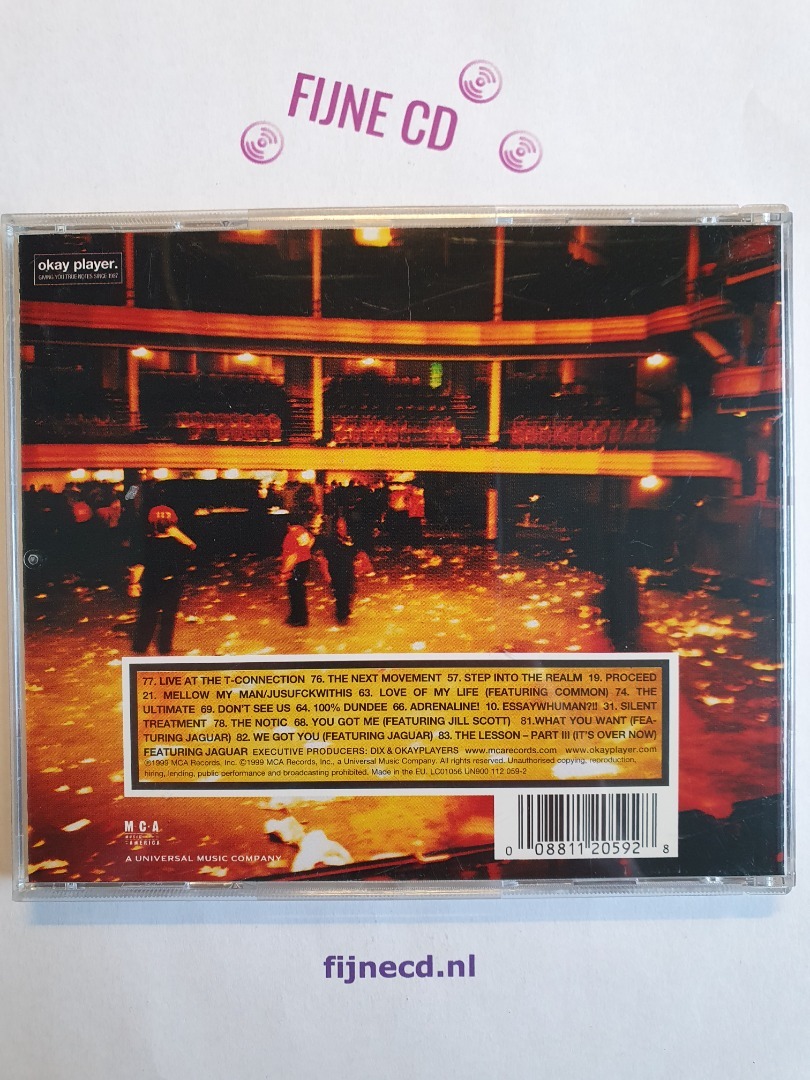 FIJNE CD
okay player.
GIVING YOU TRUE NOTES SINCE 1987
77. LIVE AT THE T-CONNECTION 76. THE NEXT MOVEMENT 57. STEP INTO THE REALM 19. PROCEED
21. MELLOW MY MAN/JUSUFCKWITHIS 63. LOVE OF MY LIFE (FEATURING COMMON) 74. THE
ULTIMATE 69. DON'T SEE US 64. 100% DUNDEE 66. ADRENALINE! 10. ESSAYWHUMAN?!! 31. SILENT
TREATMENT 78. THE NOTIC 68. YOU GOT ME (FEATURING JILL SCOTT) 81.WHAT YOU WANT (FEA-
TURING JAGUAR) 82. WE GOT YOU (FEATURING JAGUAR) 83. THE LESSON – PART III (IT'S OVER NOW)
FEATURING JAGUAR EXECUTIVE PRODUCERS: DIX & OKAYPLAYERS www.mcarecords.com www.okayplayer.com
℗1999 MCA Records, Inc. ©1999 MCA Records, Inc., a Universal Music Company. All rights reserved. Unauthorised copying, reproduction,
hiring, lending, public performance and broadcasting prohibited. Made in the EU. LC01056 UN900 112 059-2
M·C·A
MUSIC
AMERICA
A UNIVERSAL MUSIC COMPANY
0 08811 20592 8
fijnecd.nl